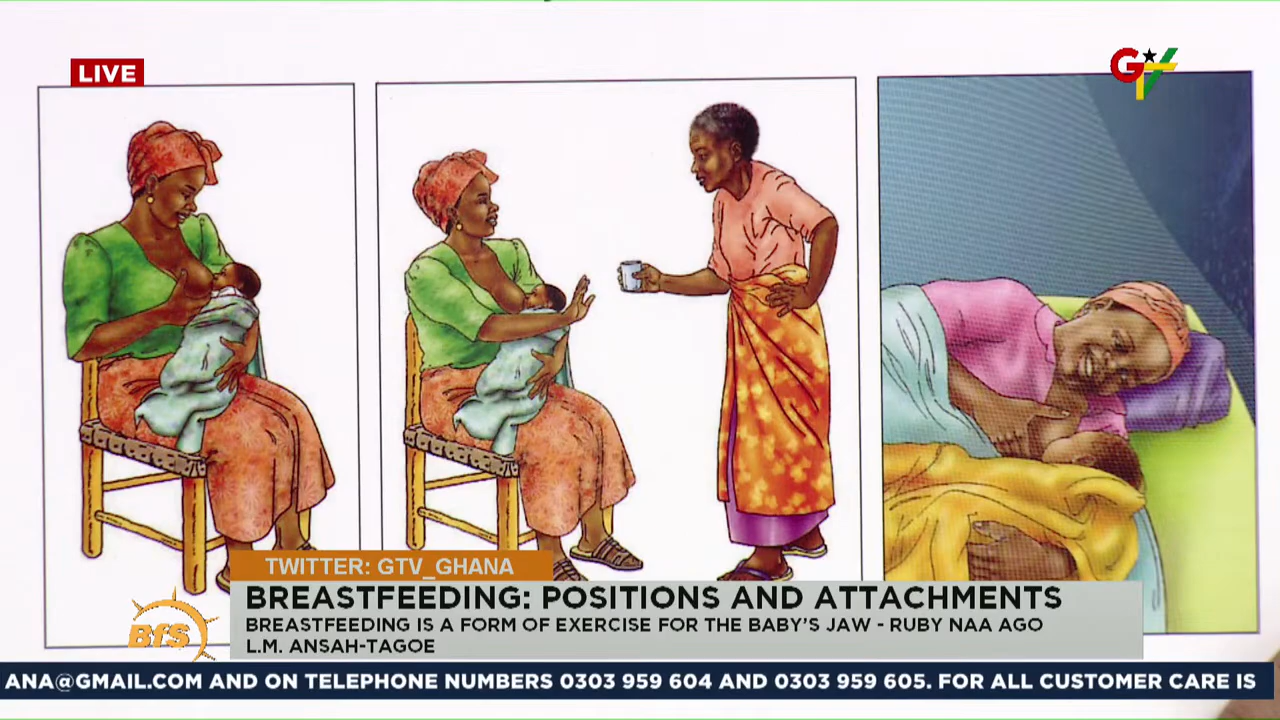 LIVE
GTV
TWITTER: GTV_GHANA
BREASTFEEDING: POSITIONS AND ATTACHMENTS
BREASTFEEDING IS A FORM OF EXERCISE FOR THE BABY'S JAW - RUBY NAA AGO
L.M. ANSAH-TAGOE
BfS
ANA@GMAIL.COM AND ON TELEPHONE NUMBERS 0303 959 604 AND 0303 959 605. FOR ALL CUSTOMER CARE IS